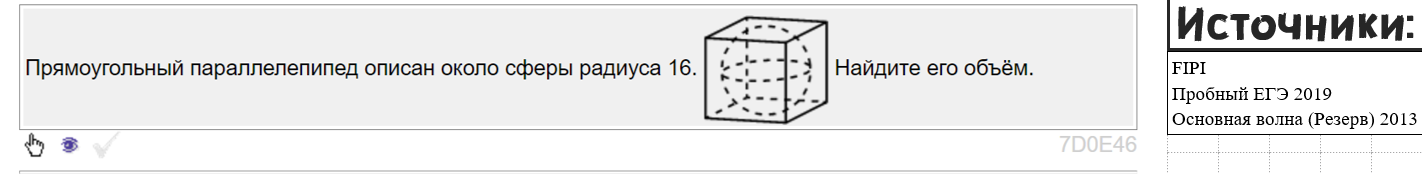 Прямоугольный параллелепипед описан около сферы радиуса 16. Найдите его объём.
7D0E46
Источники:
FIPI
Пробный ЕГЭ 2019
Основная волна (Резерв) 2013